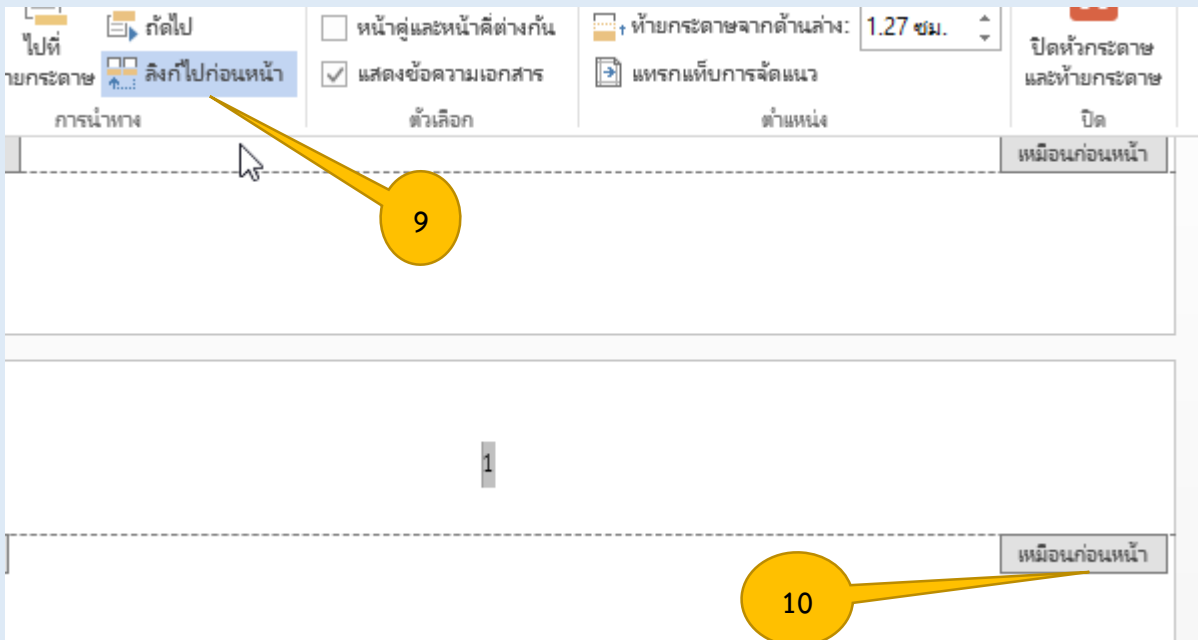 ถัดไป
ไปที่
ลิงก์ไปก่อนหน้า
การนำทาง
หน้าคู่และหน้าคี่ต่างกัน
แสดงข้อความเอกสาร
ตัวเลือก
ท้ายกระดาษจากด้านล่าง: 1.27 ซม.
แทรกแท็บการจัดแนว
ตำแหน่ง
ปิดหัวกระดาษ
และท้ายกระดาษ
ปิด
เหมือนก่อนหน้า
9
1
เหมือนก่อนหน้า
10